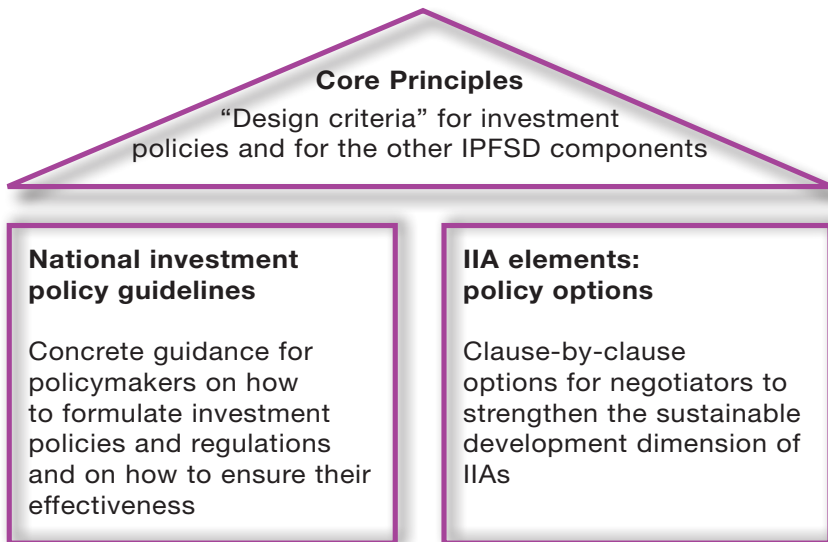 Core Principles
“Design criteria” for investment
policies and for the other IPFSD components
National investment
policy guidelines
Concrete guidance for
policymakers on how
to formulate investment
policies and regulations
and on how to ensure their
effectiveness
IIA elements:
policy options
Clause-by-clause
options for negotiators to
strengthen the sustainable
development dimension of
IIAs